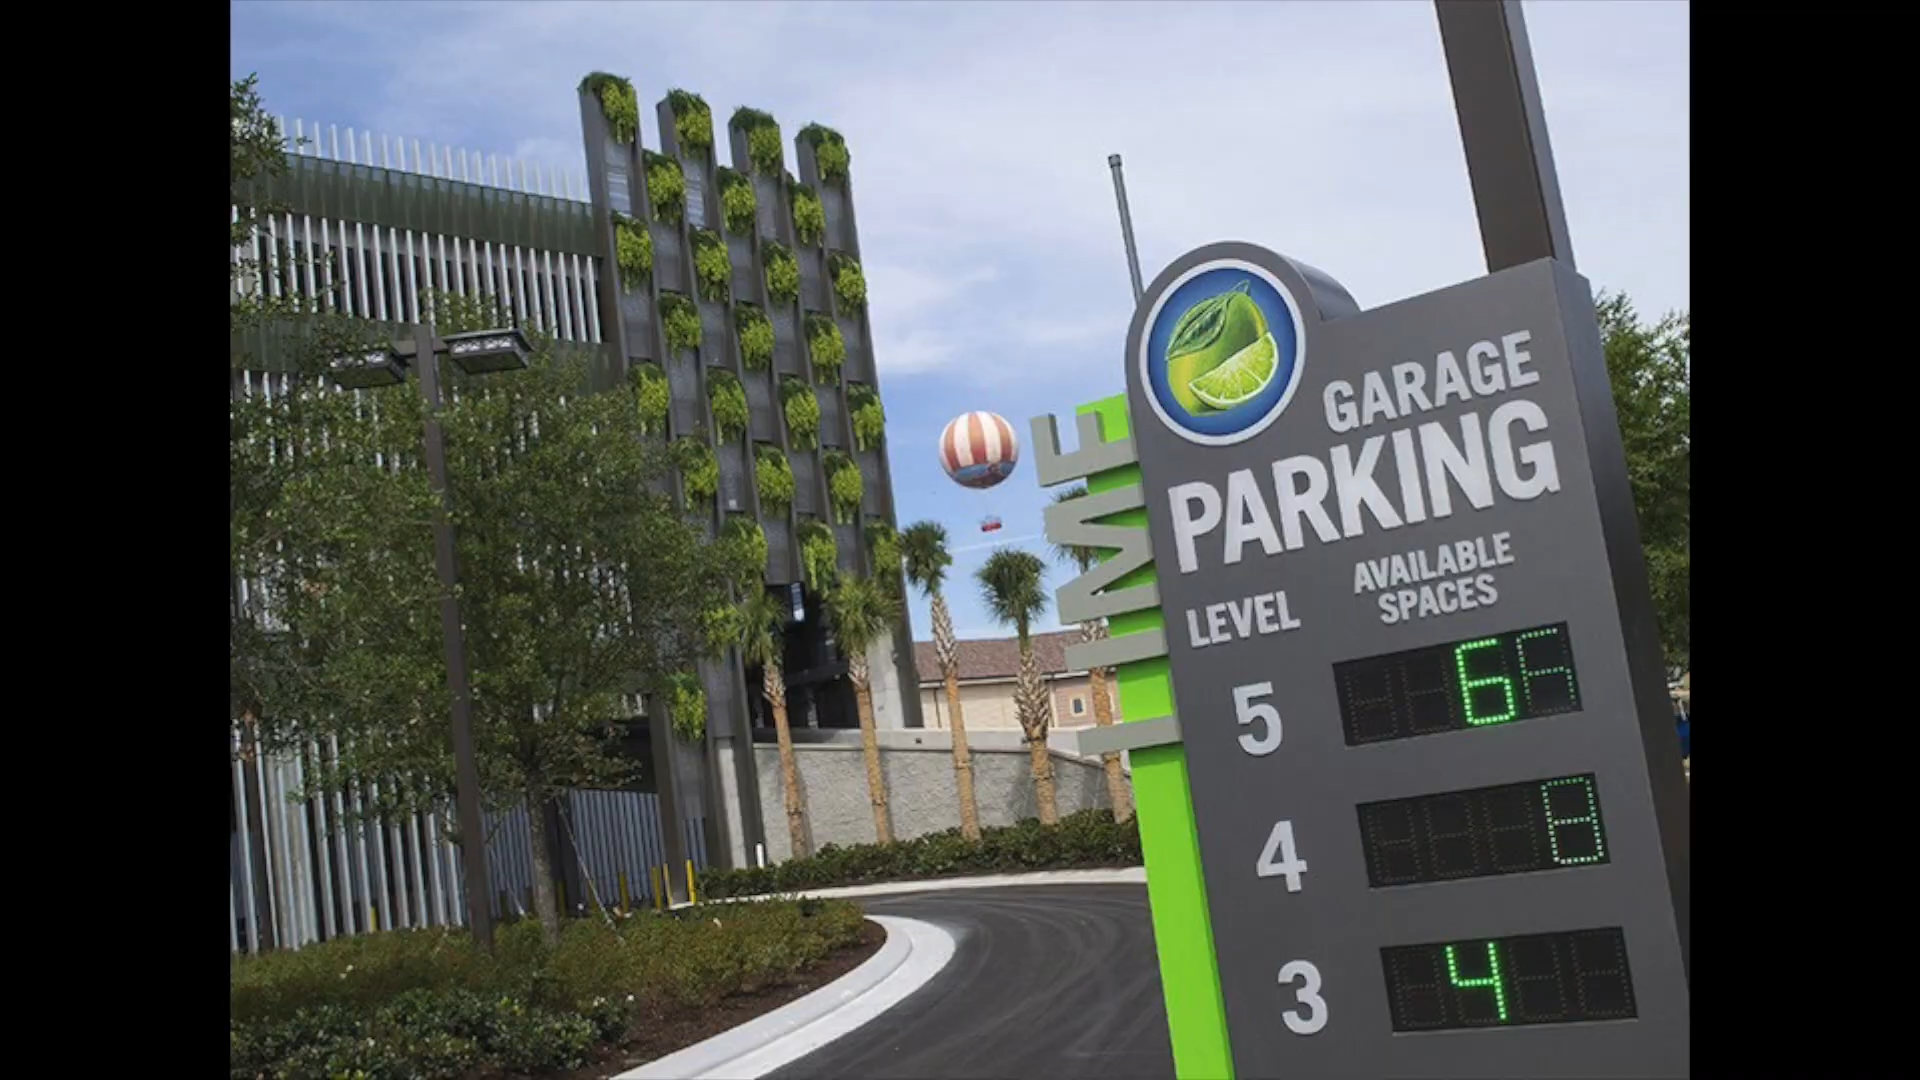 LIME
GARAGE
PARKING
LEVEL
AVAILABLE
SPACES
5 6
4 8
3 4